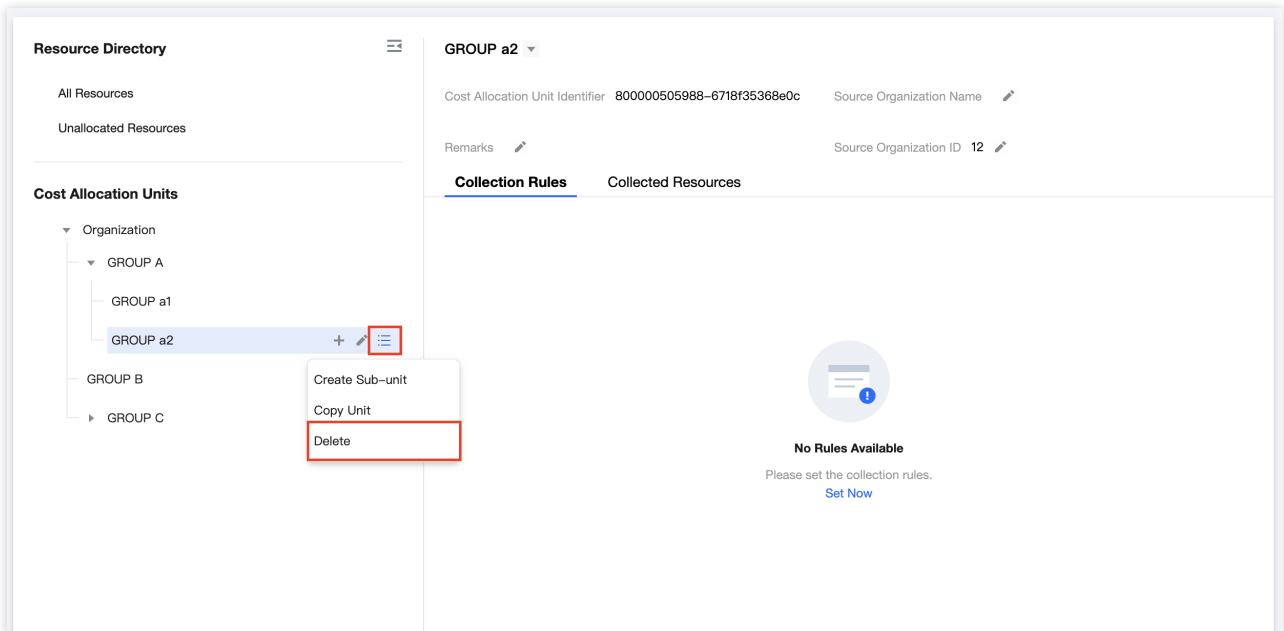 Resource Directory
All Resources
Unallocated Resources
Cost Allocation Units
Organization
GROUP A
GROUP a1
GROUP a2
GROUP B
GROUP C
Create Sub-unit
Copy Unit
Delete
GROUP a2
Cost Allocation Unit Identifier 800000505988-6718f35368e0c Source Organization Name
Remarks Source Organization ID 12
Collection Rules Collected Resources
No Rules Available
Please set the collection rules.
Set Now